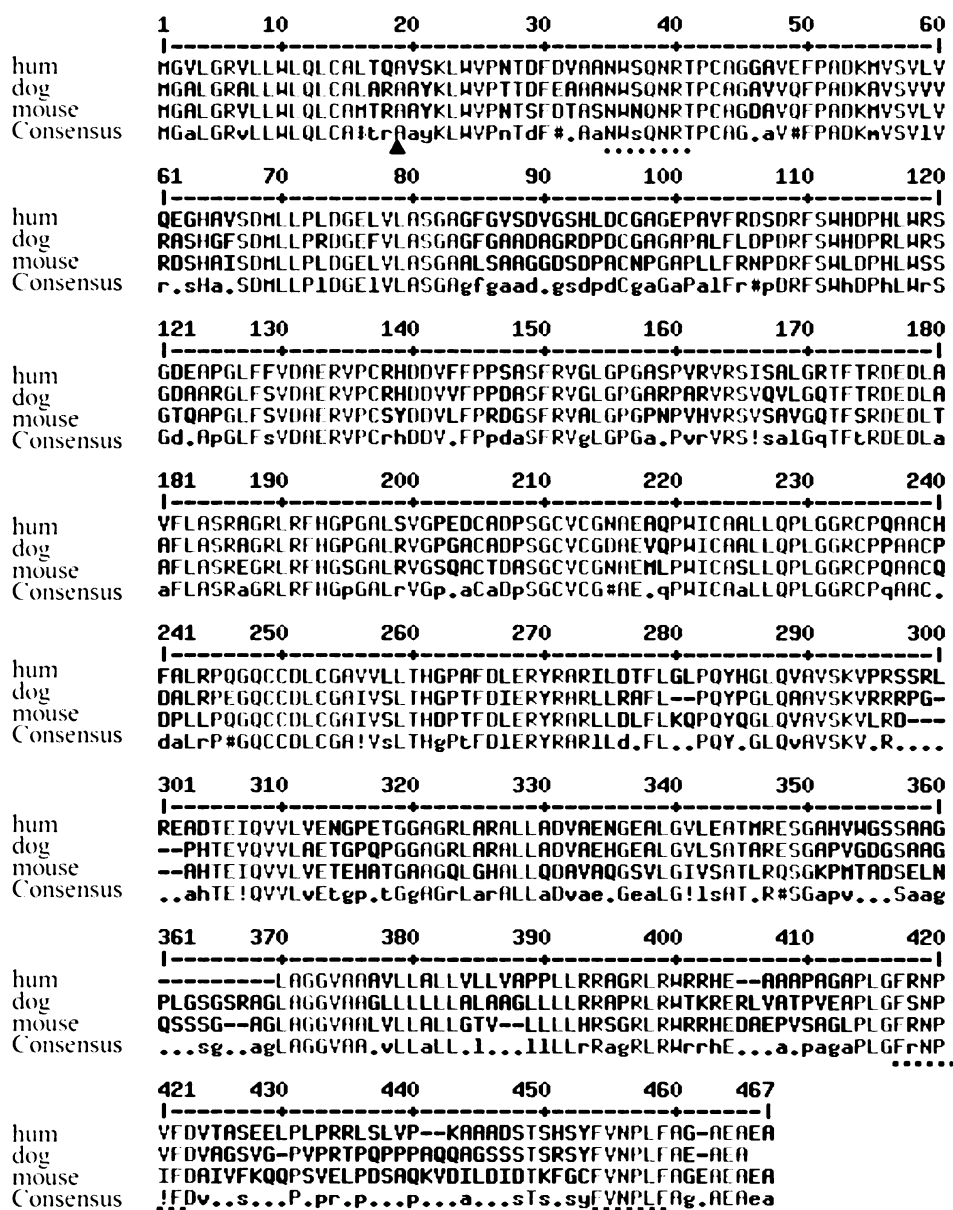 1 10 20 30 40 50 60
|--------+---------+---------+---------+---------+---------|
hum MGVLGRVLLWLQLCALTQAVSKLWVPNTDFDVAANWSQNRTPCAGGAVEFPADKMVSVLV
dog MGALGRALLWLQLCALARAAYKLWVPTTDFEAAANWSQNRTPCAGAVVQFPADKAVSVVV
mouse MGALGRVLLWLQLCAMTRAAYKLWVPNTSFDTASNWNQNRTPCAGDAVQFPADKMVSVLV
Consensus MGaLGRvLLWLQLCA$trAayKLWVPnTdF#.AaNWsQNRTPCAG.aV#FPADKmVSVlV
61 70 80 90 100 110 120
|--------+---------+---------+---------+---------+---------|
hum QEGHAVSDMLLPLDGELVLASGAGFGVSDVGSHLDCGAGEPAVFRDSDRFSWHDPHLWRS
dog RASHGFSDMLLPRDGEFVLASGAGFGAADAGRDPDCGAGAPALFLDPDRFSWHDPRLWRS
mouse RDSHAISDMLLPLDGELVLASGAALSAAGGDSDPACNPGAPLLFRNPDRFSWLDPHLWSS
Consensus r.sHa.SDMLLPlDGElVLASGAgfgaad.gsdpdCgaGaPalFr#pDRFSWhDPhLWrS
121 130 140 150 160 170 180
|--------+---------+---------+---------+---------+---------|
hum GDEAPGLFFVDAERVPCRHDDVFFPPSASFRVGLGPGASPVRVRSISALGRTFTRDEDLA
dog GDAARGLFSVDAERVPCRHDDVVFPPDASFRVGLGPGARPARVRSVQVLGQTFTRDEDLA
mouse GTQAPGLFFVDAERVPCSYDDVLFPRDGSFRVALGPGPNPVHVRSVSAVGQTFSRDEDLT
Consensus Gd.ApGLFsVDAERVPCrhDDV.FPpdaSFRVgLGPGa.PvrVRS!salGqTFtRDEDLa
181 190 200 210 220 230 240
|--------+---------+---------+---------+---------+---------|
hum VFLASRAGRLRFHGPGALSVGPEDCADPSGCVCGNAEAQPWICAALLQPLGGRCPQAACH
dog AFLASRAGRLRFHGPGALRVGPGACADPSGCVCGDAEVQPWICAALLQPLGGRCPPAACP
mouse AFLASREGRLRFHGSGALRVGSQACTDASGCVCGNAEMLPWICASLLQPLGGRCPQAACQ
Consensus aFLASRaGRLRFHGpGALrVGp.aCaDpSGCVCG#AE.qPWICAaLLQPLGGRCPqAAC.
241 250 260 270 280 290 300
|--------+---------+---------+---------+---------+---------|
hum FALRPQGQCCDLCGAVVLLTHGPAFDLERYRARILDTFLGLPQYHGLQVAVSKVPRSSRL
dog DALRPEGQCCDLCGAIVSLTHGPTFDIERYRARLLRAFL--PQYPGLQAAVSKVRRRPG-
mouse DPLLPQGQCCDLCGAIVSLTHDPTFDLERYRARLLDLFLKQPQYQGLQVAVSKVLRD---
Consensus daLrP#GQCCDLCGA!VsLTHgPtFDlERYRARlLd.FL..PQY.GLQvAVSKV.R....
301 310 320 330 340 350 360
|--------+---------+---------+---------+---------+---------|
hum READTEIQVVLVENGPETGGAGRLARALLADVAENGEALGVLEATMRESGAHVWGSSAAG
dog --PHTEVQVVLAETGPQPGGAGRLARALLADVAEHGEALGVLSATARESGAPVGDGSAAG
mouse --AHTEIQVVLVETEHATGAAGQLGHALLQDAVAQGSVLGIVSATLRQSGKPMTADSELN
Consensus ..ahTE!QVVLvEtgp.tGgAGrLarALLaDvae.GeaLG!lsAT.R#SGapv...Saag
361 370 380 390 400 410 420
|--------+---------+---------+---------+---------+---------|
hum ---------LAGGVAAAVLLALLVLLVAPPLLRRAGRLRWRRHE--AAAPAGAPLGFRNP
dog PLGSGSRAGLAGGVAAGLLLLLLALAAGLLLLRRAPRLRWTKRERLVATPVEAPLGFSNP
mouse QSSSG--AGLAGGVAALVLLALLGTV--LLLLHRSGRLRWRRHEDAEPVSAGLPLGFRNP
Consensus ...sg..agLAGGVAA.vLLaLL.l...llLLrRagRLRWrrhE...a.pagaPLGFrNP
421 430 440 450 460 467
|--------+---------+---------+---------+------|
hum VFDVTASEELPLPRRLSLVP--KAAADSTSHSYFVNPLFAG-AEAEA
dog VFDVAGSVG-PVPRTPQPPPAQQAGSSSTSRSYFVNPLFAE-AEA
mouse IFDAIVFKQQPSVELPDSAQKVDILDIDTKFGCFVNPLFAGEAEAEA
Consensus !FDv..s...P.pr.p...p...a...sTs.syFVNPLFAg.AEAea